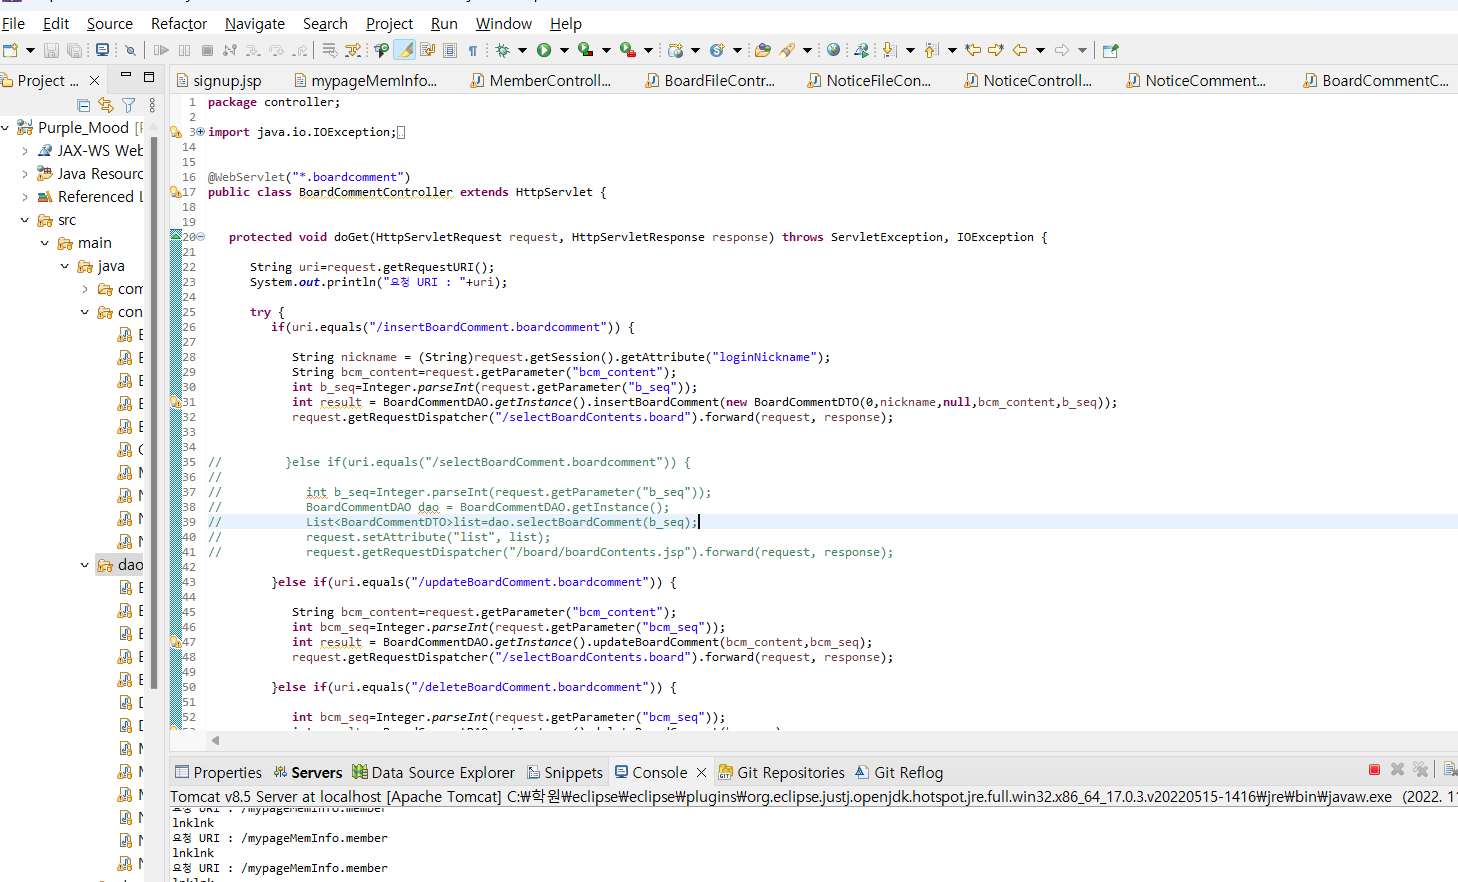 File Edit Source Refactor Navigate Search Project Run Window Help
Project ...
signup.jsp mypageMemInfo... MemberControll... BoardFileContr... NoticeFileCon... NoticeControll... NoticeComment... BoardCommentC...
Purple_Mood
JAX-WS Web
Java Resourc
Referenced L
src
main
java
com
con
dao
1 package controller;
2
3 import java.io.IOException;
14
15
16 @WebServlet("*.boardcomment")
17 public class BoardCommentController extends HttpServlet {
18
19
20 protected void doGet(HttpServletRequest request, HttpServletResponse response) throws ServletException, IOException {
21
22 String uri=request.getRequestURI();
23 System.out.println("요청 URI : "+uri);
24
25 try {
26 if(uri.equals("/insertBoardComment.boardcomment")) {
27
28 String nickname = (String)request.getSession().getAttribute("loginNickname");
29 String bcm_content=request.getParameter("bcm_content");
30 int b_seq=Integer.parseInt(request.getParameter("b_seq"));
31 int result = BoardCommentDAO.getInstance().insertBoardComment(new BoardCommentDTO(0,nickname,null,bcm_content,b_seq));
32 request.getRequestDispatcher("/selectBoardContents.board").forward(request, response);
33
34
35 // }else if(uri.equals("/selectBoardComment.boardcomment")) {
36 //
37 // int b_seq=Integer.parseInt(request.getParameter("b_seq"));
38 // BoardCommentDAO dao = BoardCommentDAO.getInstance();
39 // List<BoardCommentDTO>list=dao.selectBoardComment(b_seq);
40 // request.setAttribute("list", list);
41 // request.getRequestDispatcher("/board/boardContents.jsp").forward(request, response);
42
43 }else if(uri.equals("/updateBoardComment.boardcomment")) {
44
45 String bcm_content=request.getParameter("bcm_content");
46 int bcm_seq=Integer.parseInt(request.getParameter("bcm_seq"));
47 int result = BoardCommentDAO.getInstance().updateBoardComment(bcm_content,bcm_seq);
48 request.getRequestDispatcher("/selectBoardContents.board").forward(request, response);
49
50 }else if(uri.equals("/deleteBoardComment.boardcomment")) {
51
52 int bcm_seq=Integer.parseInt(request.getParameter("bcm_seq"));
Properties Servers Data Source Explorer Snippets Console Git Repositories Git Reflog
Tomcat v8.5 Server at localhost [Apache Tomcat] C:₩학원₩eclipse₩eclipse₩plugins₩org.eclipse.justj.openjdk.hotspot.jre.full.win32.x86_64_17.0.3.v20220515-1416₩jre₩bin₩javaw.exe (2022. 11
요청 URI : /mypageMemInfo.member
lnklnk
요청 URI : /mypageMemInfo.member
lnklnk
요청 URI : /mypageMemInfo.member
lnklnk